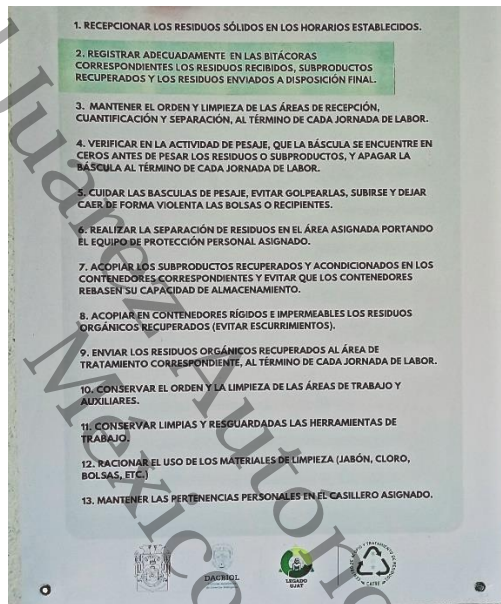 1. RECEPCIONAR LOS RESIDUOS SÓLIDOS EN LOS HORARIOS ESTABLECIDOS.
2. REGISTRAR ADECUADAMENTE EN LAS BITÁCORAS
CORRESPONDIENTES LOS RESIDUOS RECIBIDOS, SUBPRODUCTOS
RECUPERADOS Y LOS RESIDUOS ENVIADOS A DISPOSICIÓN FINAL.
3. MANTENER EL ORDEN Y LIMPIEZA DE LAS ÁREAS DE RECEPCIÓN,
CUANTIFICACIÓN Y SEPARACIÓN, AL TÉRMINO DE CADA JORNADA DE LABOR.
4. VERIFICAR EN LA ACTIVIDAD DE PESAJE, QUE LA BÁSCULA SE ENCUENTRE EN
CEROS ANTES DE PESAR LOS RESIDUOS O SUBPRODUCTOS, Y APAGAR LA
BÁSCULA AL TÉRMINO DE CADA JORNADA DE LABOR.
5. CUIDAR LAS BASCULAS DE PESAJE, EVITAR GOLPEARLAS, SUBIRSE Y DEJAR
CAER DE FORMA VIOLENTA LAS BOLSAS O RECIPIENTES.
6. REALIZAR LA SEPARACIÓN DE RESIDUOS EN EL ÁREA ASIGNADA PORTANDO
EL EQUIPO DE PROTECCIÓN PERSONAL ASIGNADO.
7. ACOPIAR LOS SUBPRODUCTOS RECUPERADOS Y ACONDICIONADOS EN LOS
CONTENEDORES CORRESPONDIENTES Y EVITAR QUE LOS CONTENEDORES
REBASEN SU CAPACIDAD DE ALMACENAMIENTO.
8. ACOPIAR EN CONTENEDORES RÍGIDOS E IMPERMEABLES LOS RESIDUOS
ORGÁNICOS RECUPERADOS (EVITAR ESCURRIMIENTOS).
9. ENVIAR LOS RESIDUOS ORGÁNICOS RECUPERADOS AL ÁREA DE
TRATAMIENTO CORRESPONDIENTE, AL TÉRMINO DE CADA JORNADA DE LABOR.
10. CONSERVAR EL ORDEN Y LA LIMPIEZA DE LAS ÁREAS DE TRABAJO Y
AUXILIARES.
11. CONSERVAR LIMPIAS Y RESGUARDADAS LAS HERRAMIENTAS DE
TRABAJO.
12. RACIONAR EL USO DE LOS MATERIALES DE LIMPIEZA (JABÓN, CLORO,
BOLSAS, ETC.)
13. MANTENER LAS PERTENENCIAS PERSONALES EN EL CASILLERO ASIGNADO.
DACBIOL
LEGADO
UJAT
Juárez Autóno
México